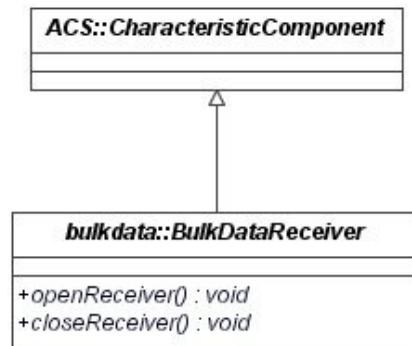 ACS::CharacteristicComponent
bulkdata::BulkDataReceiver
+openReceiver() : void
+closeReceiver() : void